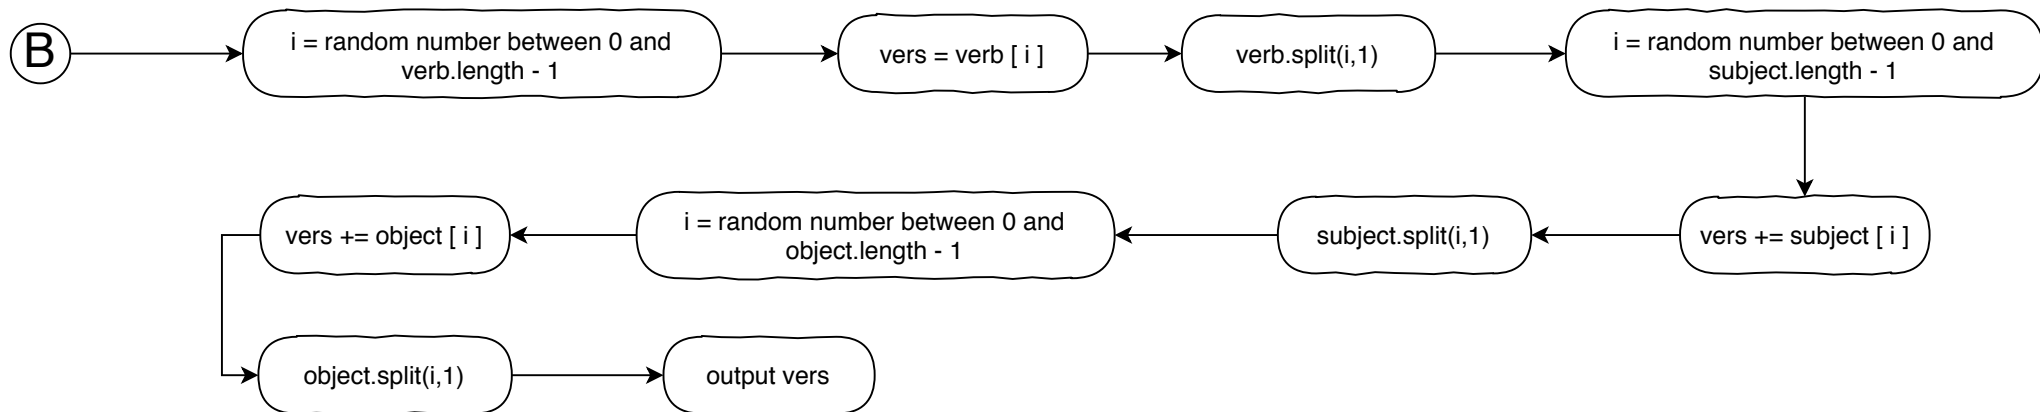 B
i = random number between 0 and
verb.length - 1
vers = verb [ i ]
verb.split(i,1)
i = random number between 0 and
subject.length - 1
vers += subject [ i ]
subject.split(i,1)
i = random number between 0 and
object.length - 1
vers += object [ i ]
object.split(i,1)
output vers